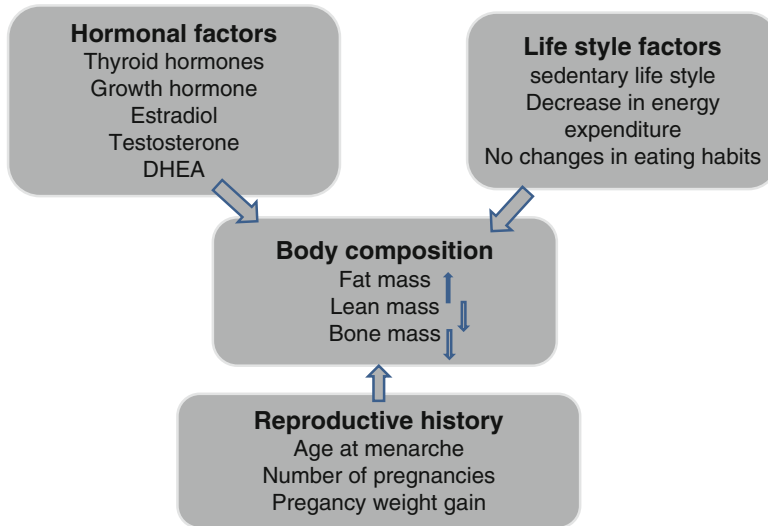 Hormonal factors
Thyroid hormones
Growth hormone
Estradiol
Testosterone
DHEA
Life style factors
sedentary life style
Decrease in energy
expenditure
No changes in eating habits
Body composition
Fat mass
Lean mass
Bone mass
Reproductive history
Age at menarche
Number of pregnancies
Pregancy weight gain